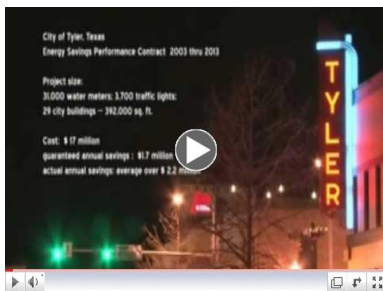 City of Tyler, Texas
Energy Savings Performance Contract 2003 thru 2013
Project size:
31,000 water meters; 3,700 traffic lights;
29 city buildings -- 392,000 sq. ft.
Cost: $ 17 million
guaranteed annual savings : $1.7 million
actual annual savings: average over $ 2.2 million
TYLER